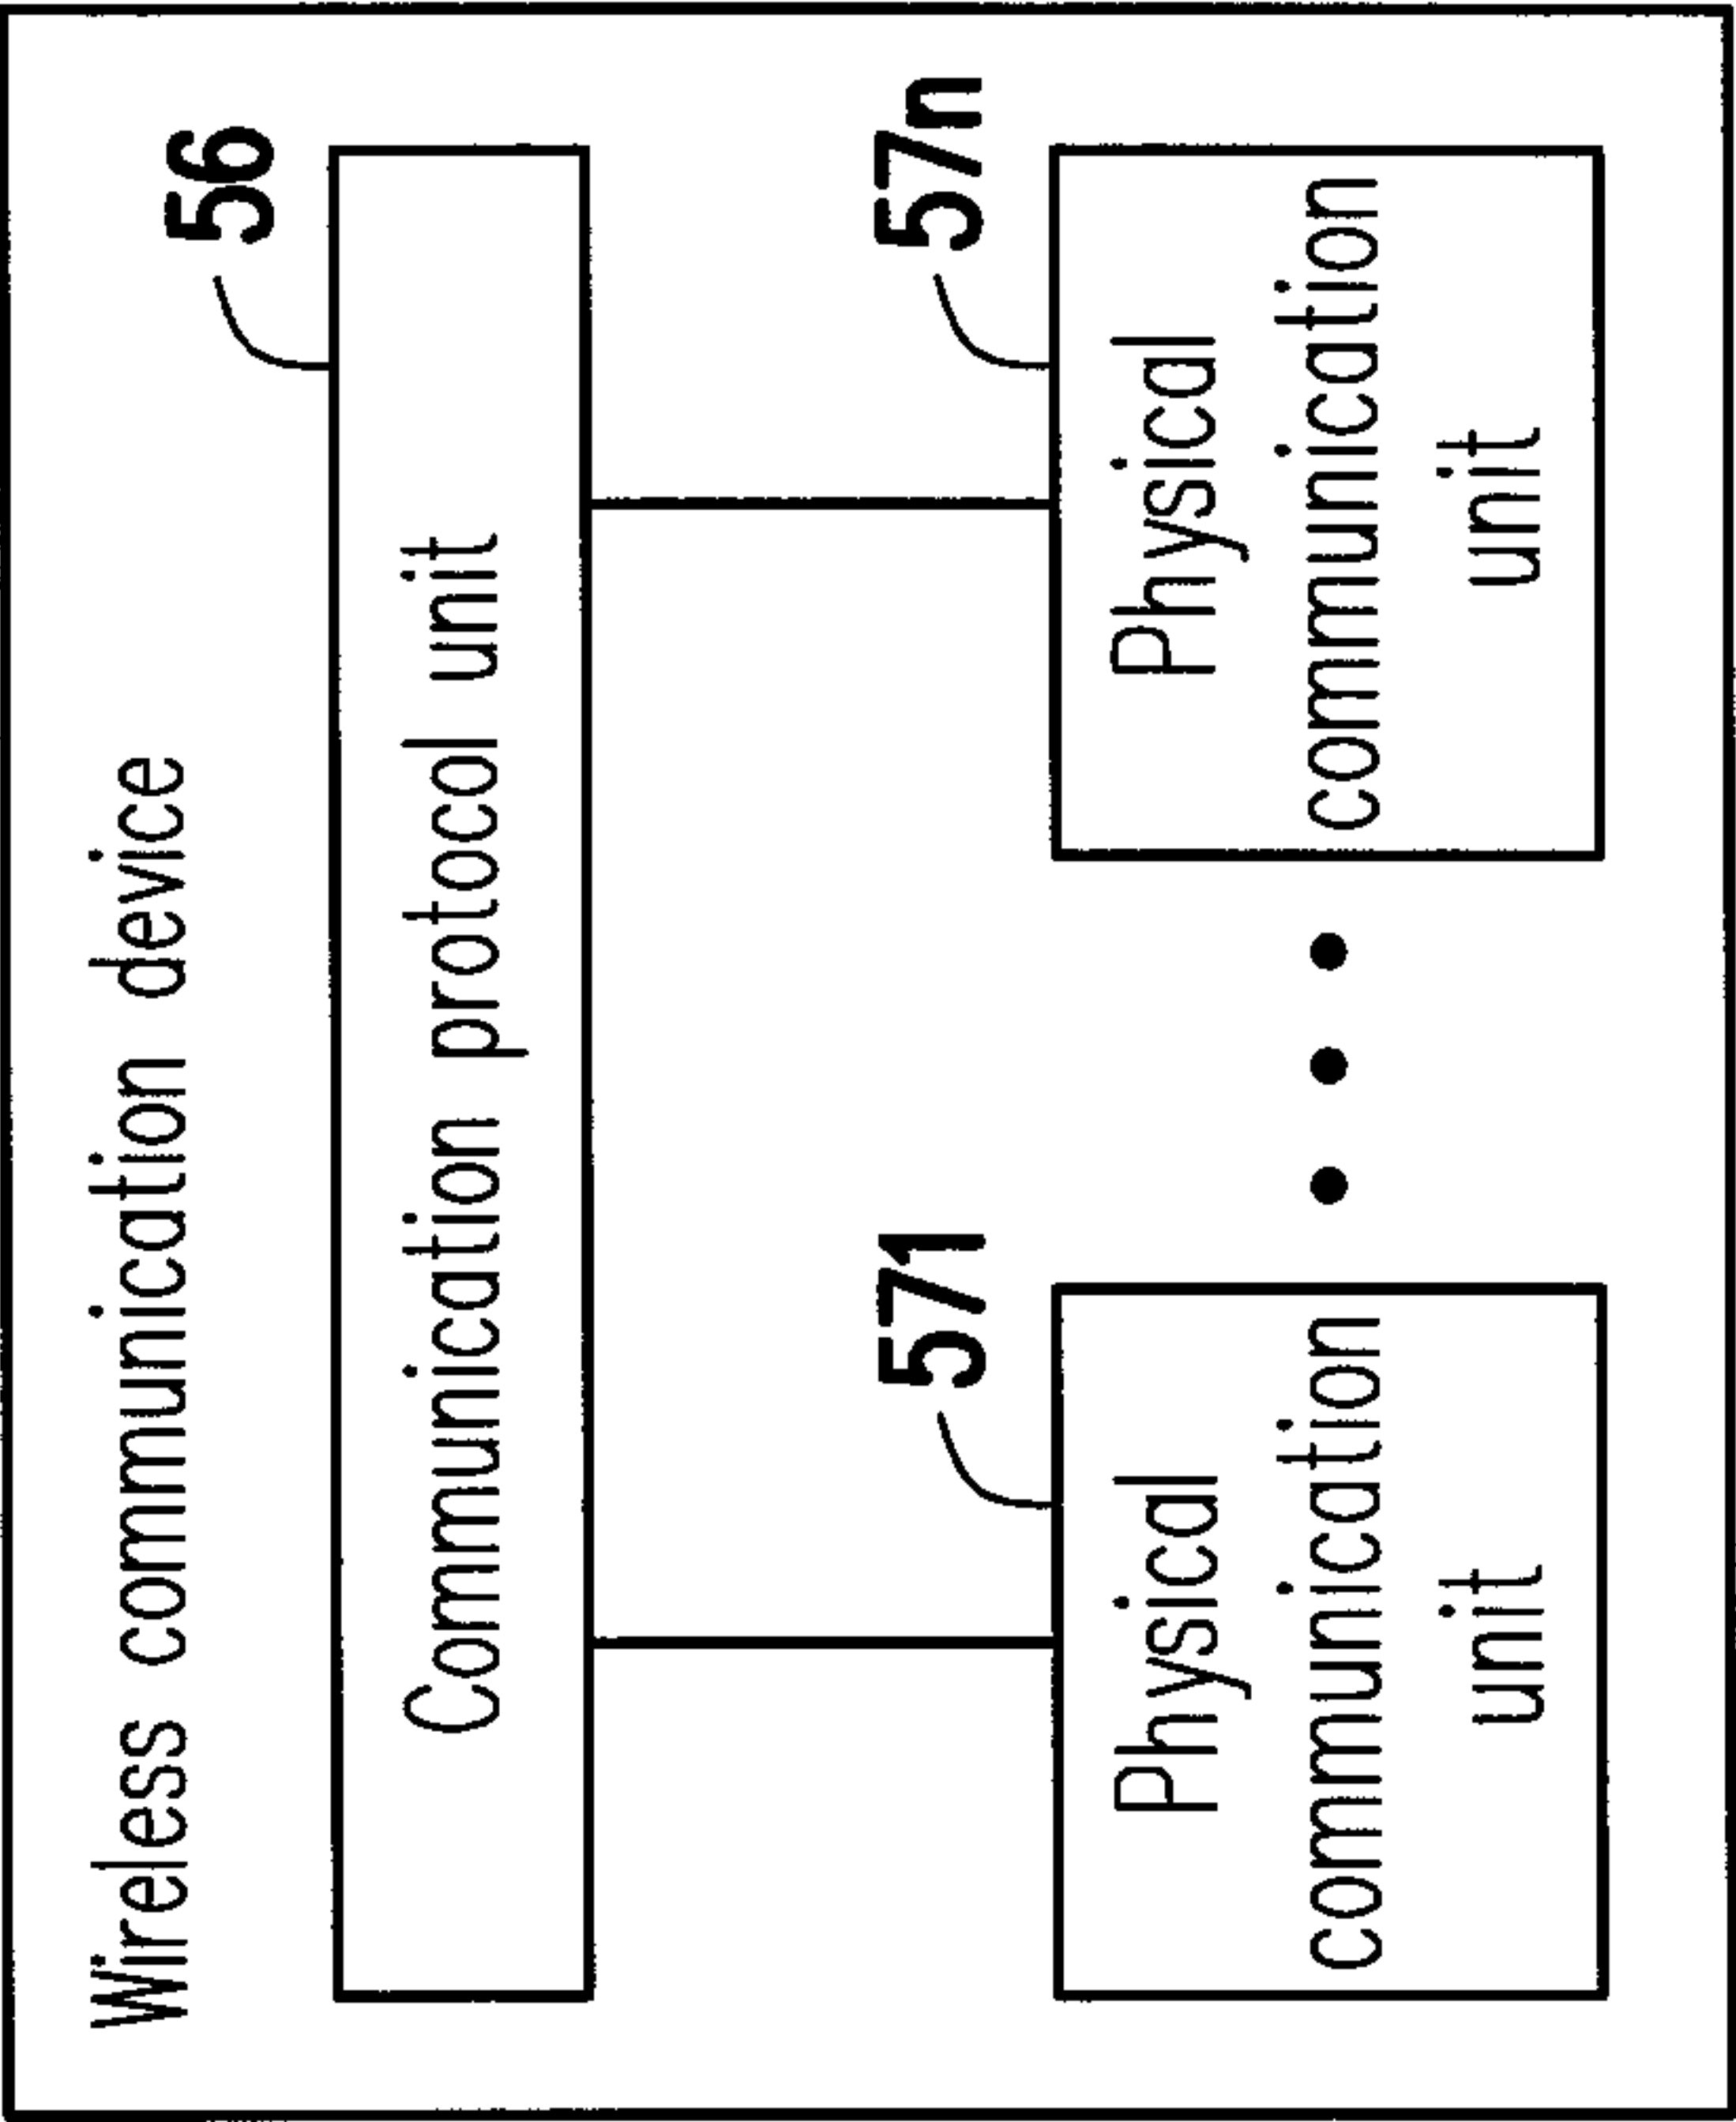 Wireless communication device
56
Communication protocol unit
571
Physical
communication
unit
57n
Physical
communication
unit